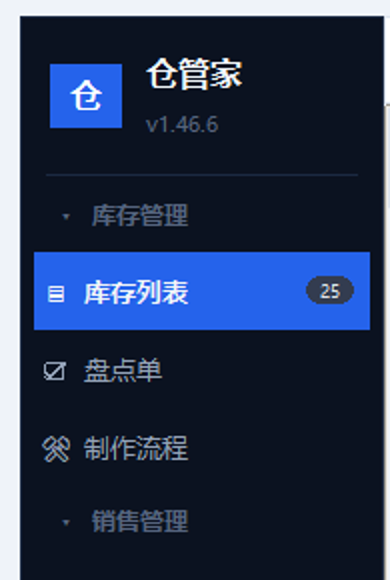 仓
仓管家
v1.46.6
库存管理
库存列表 25
盘点单
制作流程
销售管理